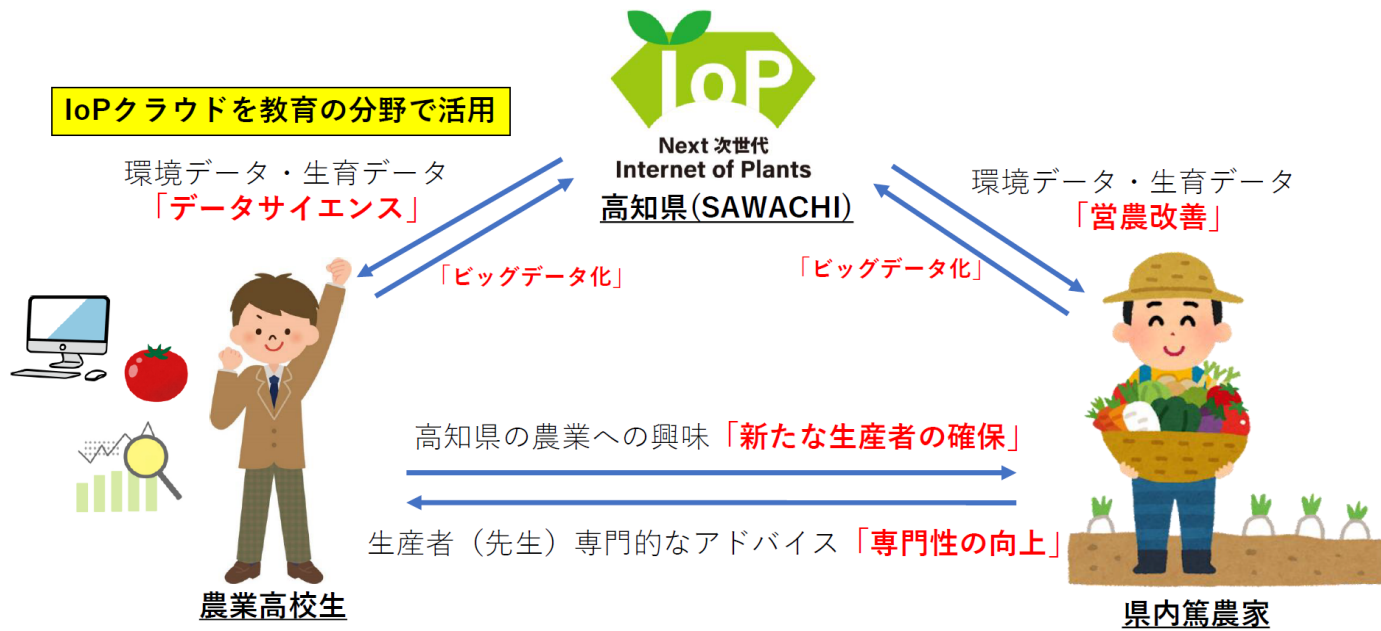 IoP
Next 次世代
Internet of Plants
高知県(SAWACHI)
IoPクラウドを教育の分野で活用
環境データ・生育データ
「データサイエンス」
「ビッグデータ化」
環境データ・生育データ
「営農改善」
「ビッグデータ化」
高知県の農業への興味「新たな生産者の確保」
生産者（先生）専門的なアドバイス「専門性の向上」
農業高校生
県内篤農家